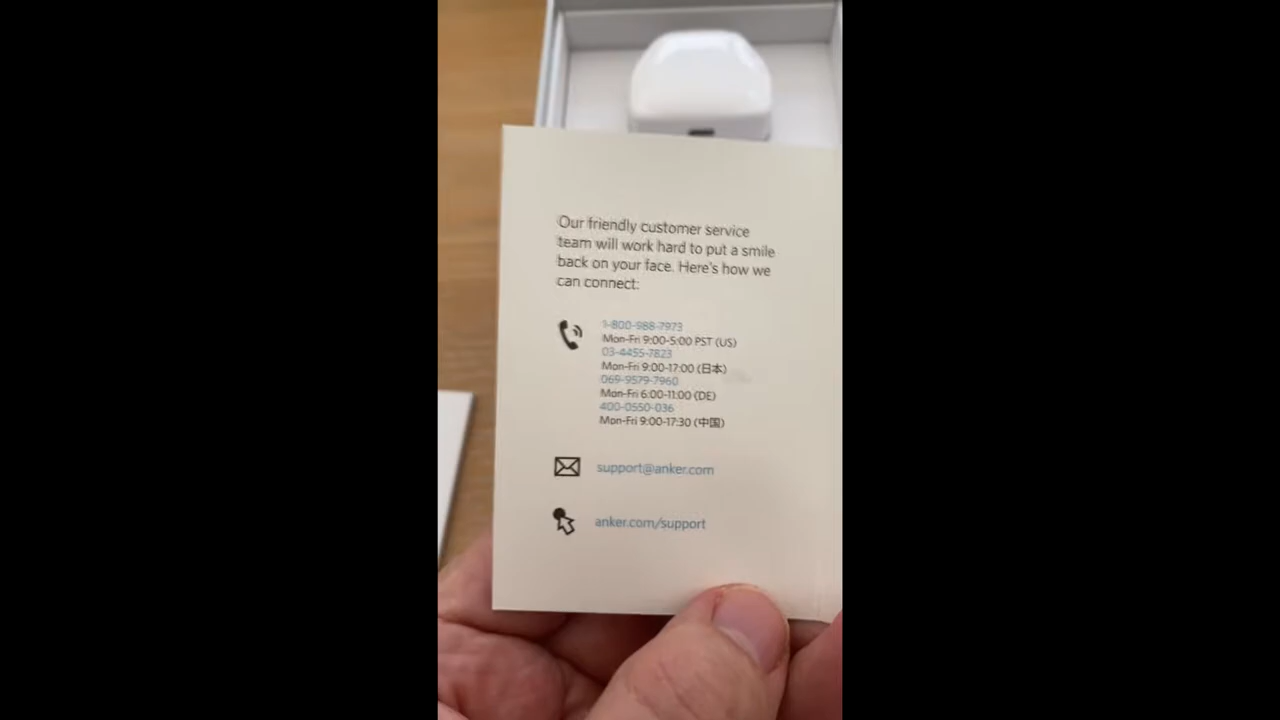 Our friendly customer service
team will work hard to put a smile
back on your face. Here's how we
can connect:
1-800-988-7973
Mon-Fri 9:00-5:00 PST (US)
03-4455-7823
Mon-Fri 9:00-17:00 (日本)
069-9579-7960
Mon-Fri 6:00-11:00 (DE)
400-0550-036
Mon-Fri 9:00-17:30 (中国)
support@anker.com
anker.com/support